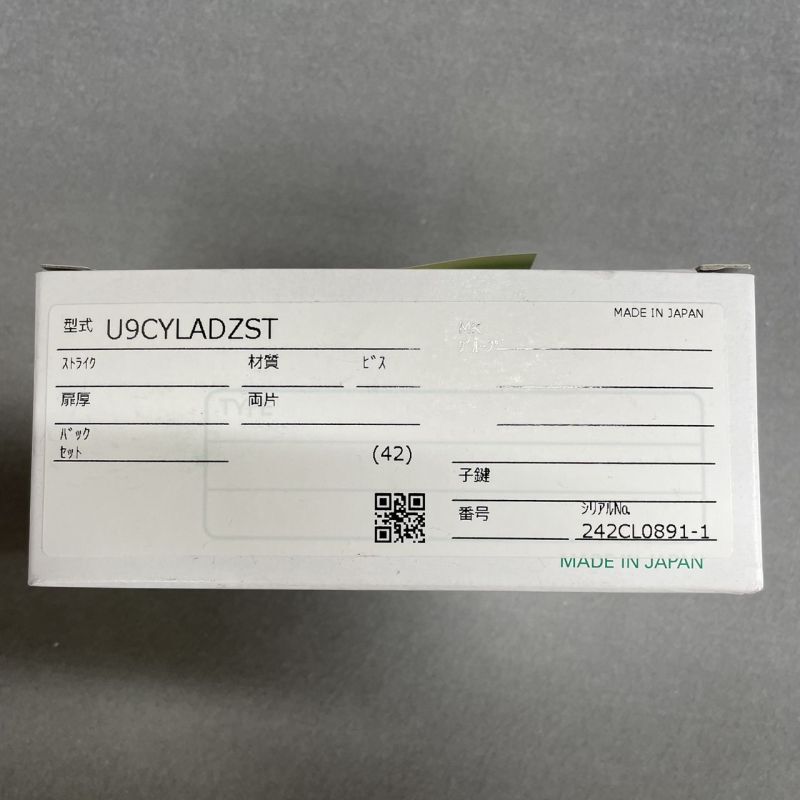 MADE IN JAPAN
型式 U9CYLADZST
MK
ｽﾄﾗｲｸ 材質 ﾋﾞｽ
扉厚 両片
TYPE
ﾊﾞｯｸ
ｾｯﾄ
(42)
子鍵
番号 ｼﾘｱﾙNo.
242CL0891-1
MADE IN JAPAN